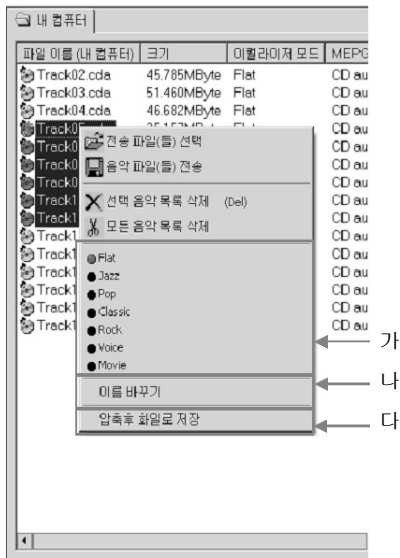 내 컴퓨터
파일 이름 (내 컴퓨터) 크기 이퀄라이저 모드 MEPG
Track02.cda 45.785MByte Flat CD au
Track03.cda 51.460MByte Flat CD au
Track04.cda 46.682MByte Flat CD au
Track0 CD au
Track0 CD au
Track0 CD au
Track0 CD au
Track1 CD au
Track1 CD au
Track1 CD au
Track1 CD au
Track1 CD au
Track1 CD au
Track1 CD au
Track1 CD au
전송 파일(들) 선택
음악 파일(들) 전송
선택 음악 목록 삭제 (Del)
모든 음악 목록 삭제
Flat
Jazz
Pop
Classic
Rock
Voice
Movie
이름 바꾸기
압축후 화일로 저장
가
나
다